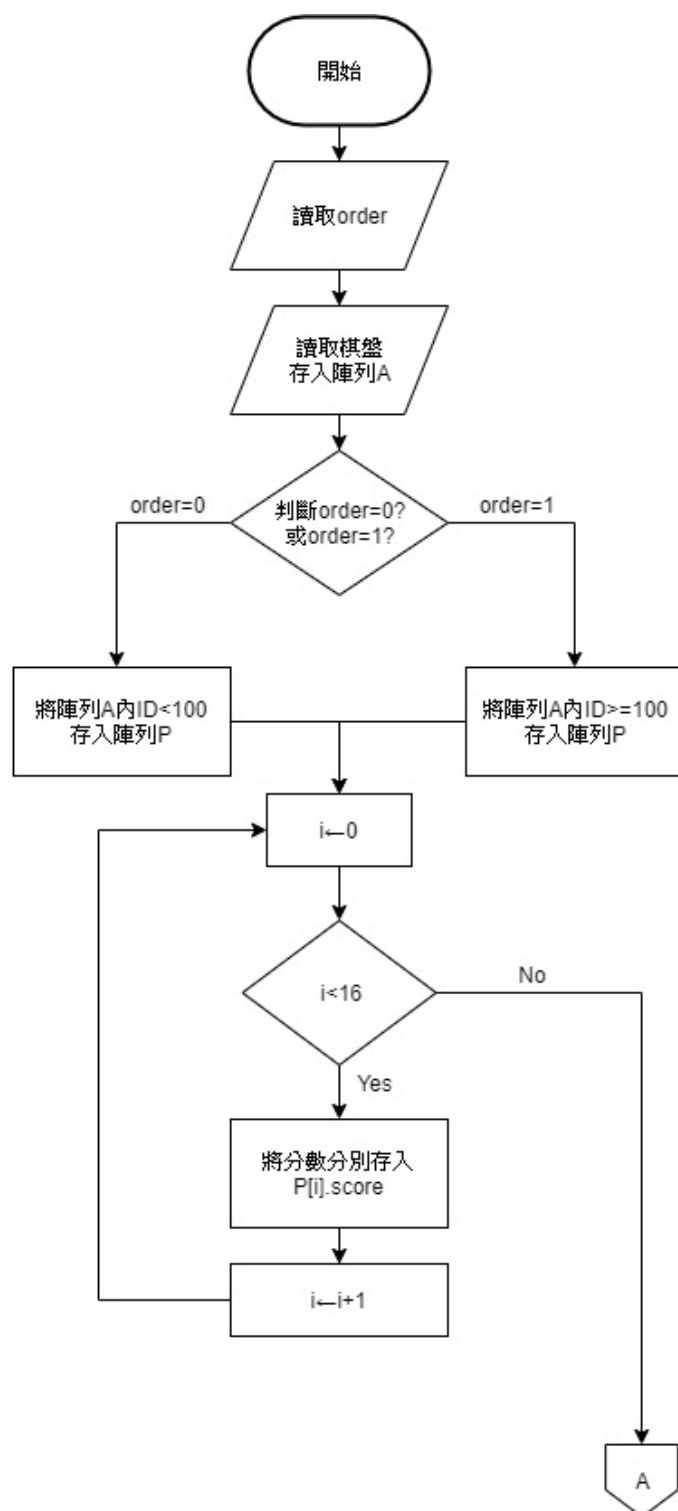 開始
讀取order
讀取棋盤
存入陣列A
order=0
判斷order=0?
或order=1?
order=1
將陣列A內ID<100
存入陣列P
將陣列A內ID>=100
存入陣列P
i←0
i<16
No
Yes
將分數分別存入
P[i].score
i←i+1
A